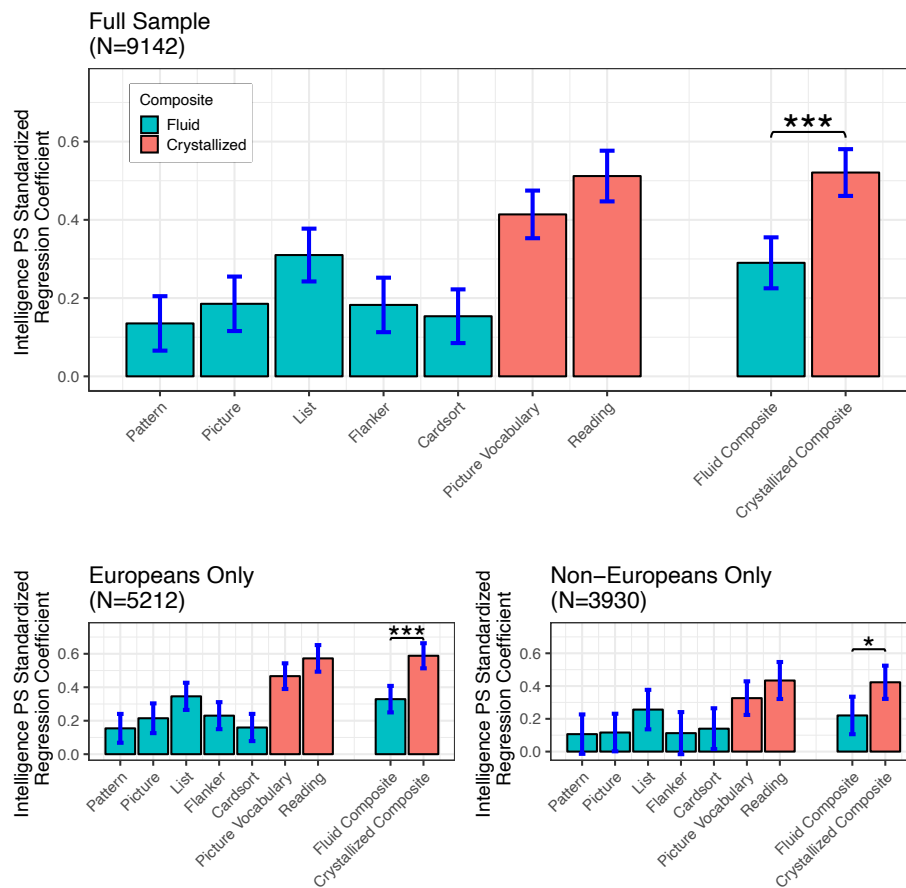 Full Sample
(N=9142)
Intelligence PS Standardized
Regression Coefficient
0.6
0.4
0.2
0.0
Composite
Fluid
Crystallized
***
Pattern
Picture
List
Flanker
Cardsort
Picture Vocabulary
Reading
Fluid Composite
Crystallized Composite
Europeans Only
(N=5212)
Intelligence PS Standardized
Regression Coefficient
0.6
0.4
0.2
0.0
***
Pattern
Picture
List
Flanker
Cardsort
Picture Vocabulary
Reading
Fluid Composite
Crystallized Composite
Non−Europeans Only
(N=3930)
Intelligence PS Standardized
Regression Coefficient
0.6
0.4
0.2
0.0
*
Pattern
Picture
List
Flanker
Cardsort
Picture Vocabulary
Reading
Fluid Composite
Crystallized Composite